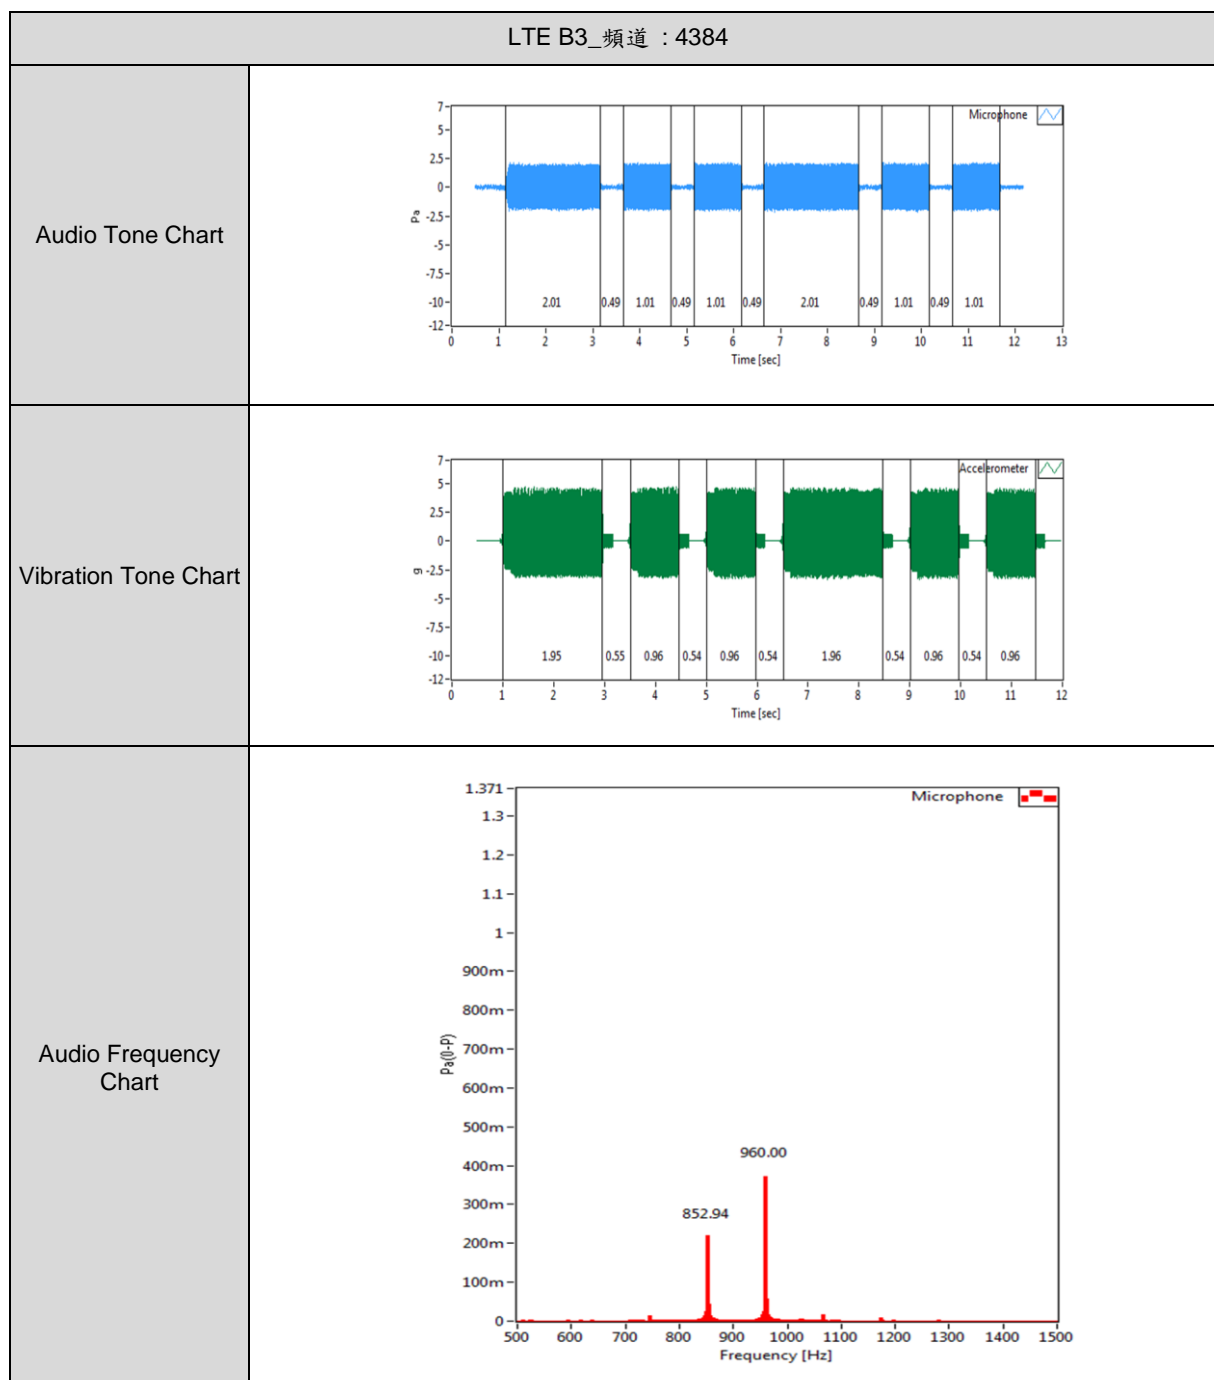 LTE B3_頻道 : 4384
Audio Tone Chart
Microphone
7
5
2.5
0
-2.5
-5
-7.5
-10
-12
Pa
2.01 0.49 1.01 0.49 1.01 0.49 2.01 0.49 1.01 0.49 1.01
0 1 2 3 4 5 6 7 8 9 10 11 12 13
Time [sec]
Vibration Tone Chart
Accelerometer
7
5
2.5
0
-2.5
-5
-7.5
-10
-12
g
1.95 0.55 0.96 0.54 0.96 0.54 1.96 0.54 0.96 0.54 0.96
0 1 2 3 4 5 6 7 8 9 10 11 12
Time [sec]
Audio Frequency
Chart
Microphone
1.371
1.3
1.2
1.1
1
900m
800m
700m
600m
500m
400m
300m
200m
100m
0
Pa(0-P)
960.00
852.94
500 600 700 800 900 1000 1100 1200 1300 1400 1500
Frequency [Hz]